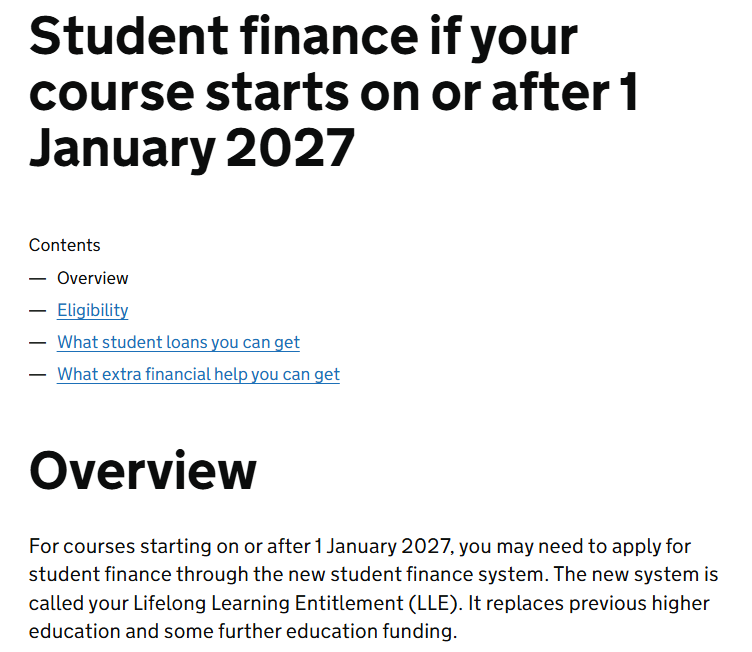 Student finance if your
course starts on or after 1
January 2027
Contents
— Overview
— Eligibility
— What student loans you can get
— What extra financial help you can get
Overview
For courses starting on or after 1 January 2027, you may need to apply for
student finance through the new student finance system. The new system is
called your Lifelong Learning Entitlement (LLE). It replaces previous higher
education and some further education funding.